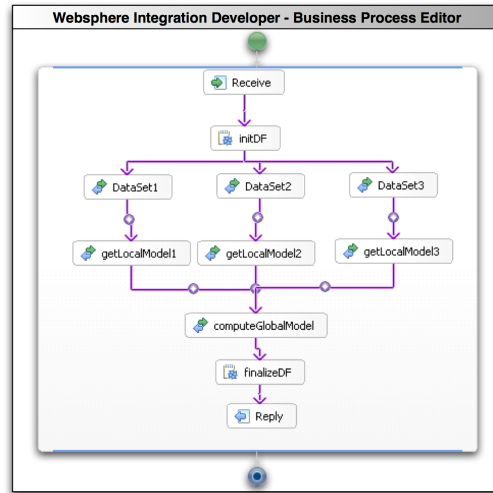 Websphere Integration Developer - Business Process Editor
Receive
initDF
DataSet1
DataSet2
DataSet3
getLocalModel1
getLocalModel2
getLocalModel3
computeGlobalModel
finalizeDF
Reply